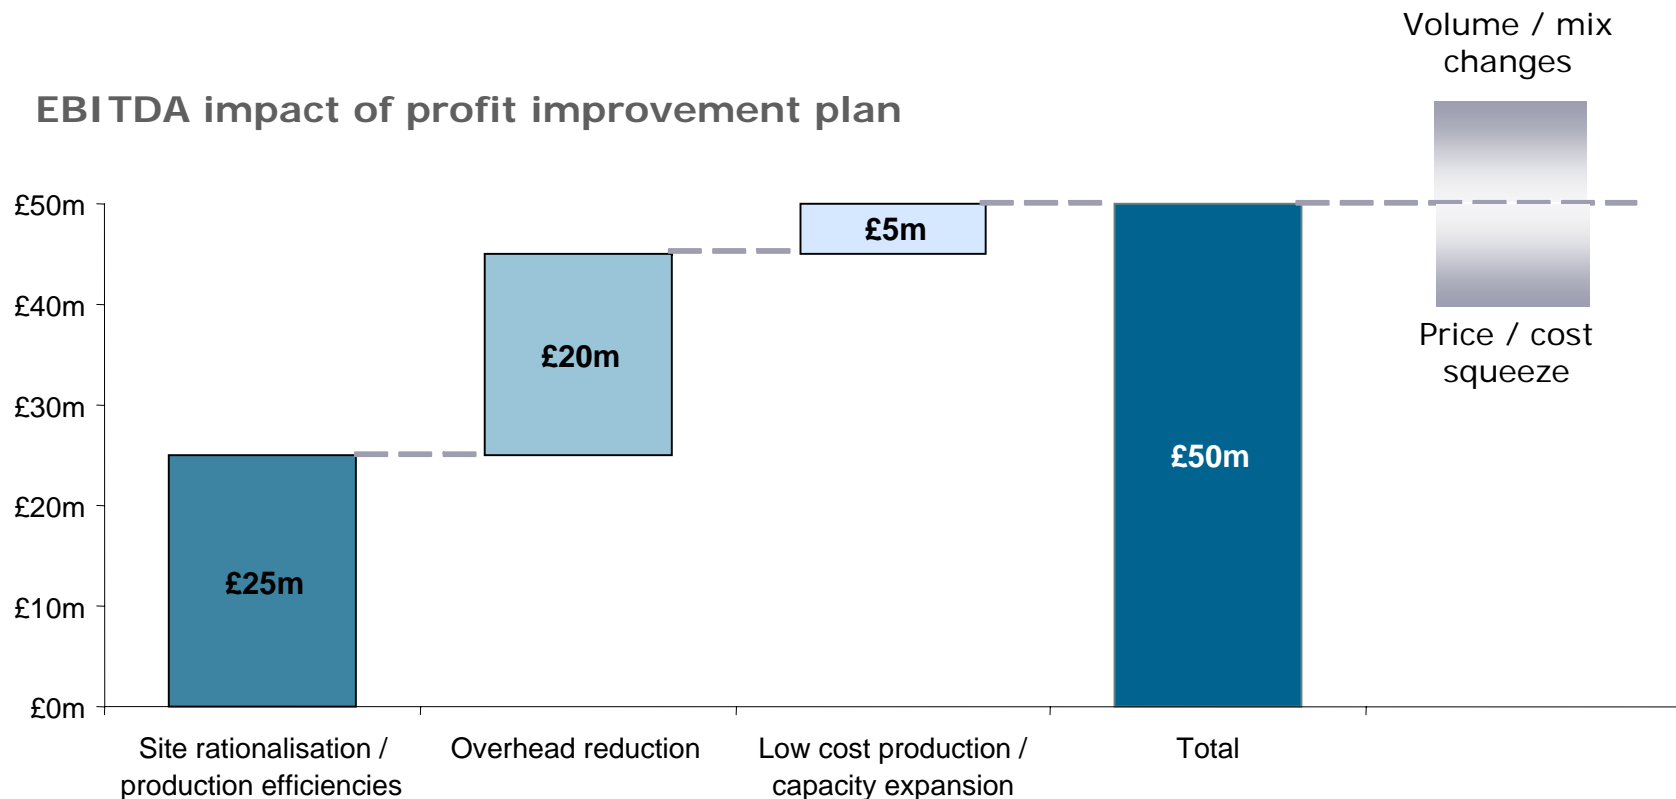 Volume / mix
changes
EBITDA impact of profit improvement plan
£50m
£40m
£30m
£20m
£10m
£0m
£25m
£20m
£5m
£50m
Price / cost
squeeze
Site rationalisation /
production efficiencies
Overhead reduction
Low cost production /
capacity expansion
Total